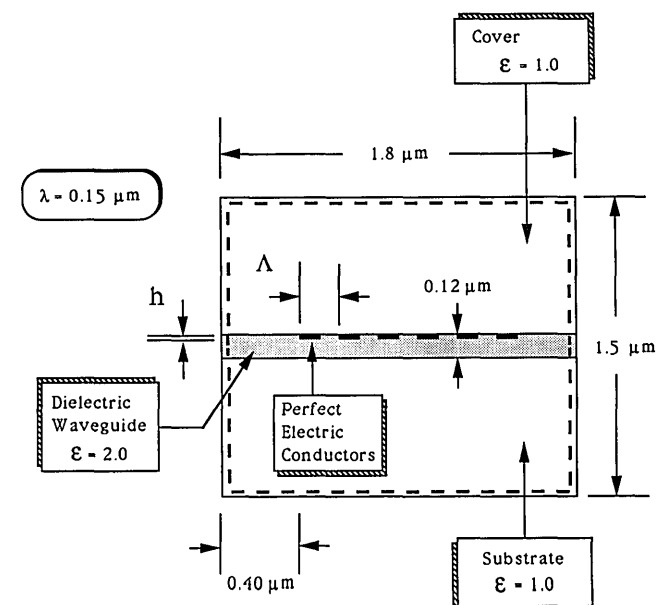 Cover
ε = 1.0
1.8 µm
λ = 0.15 µm
Λ
0.12 µm
h
1.5 µm
Dielectric
Waveguide
ε = 2.0
Perfect
Electric
Conductors
0.40 µm
Substrate
ε = 1.0